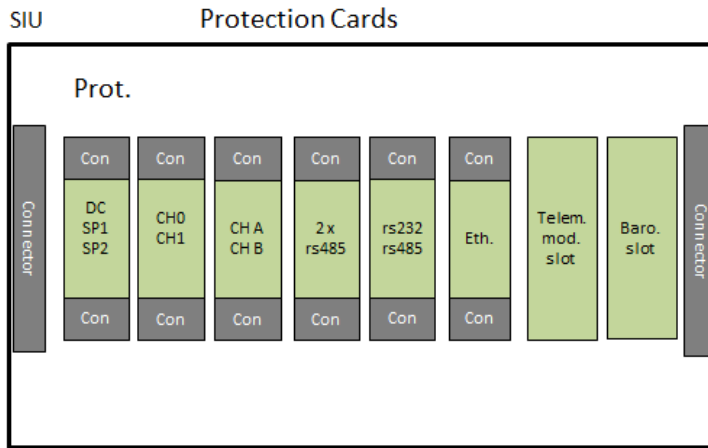 SIU
Protection Cards
Prot.
Connector
Con
DC
SP1
SP2
Con
Con
CH0
CH1
Con
Con
CH A
CH B
Con
Con
2 x
rs485
Con
Con
rs232
rs485
Con
Con
Eth.
Con
Telem.
mod.
slot
Baro.
slot
Connector